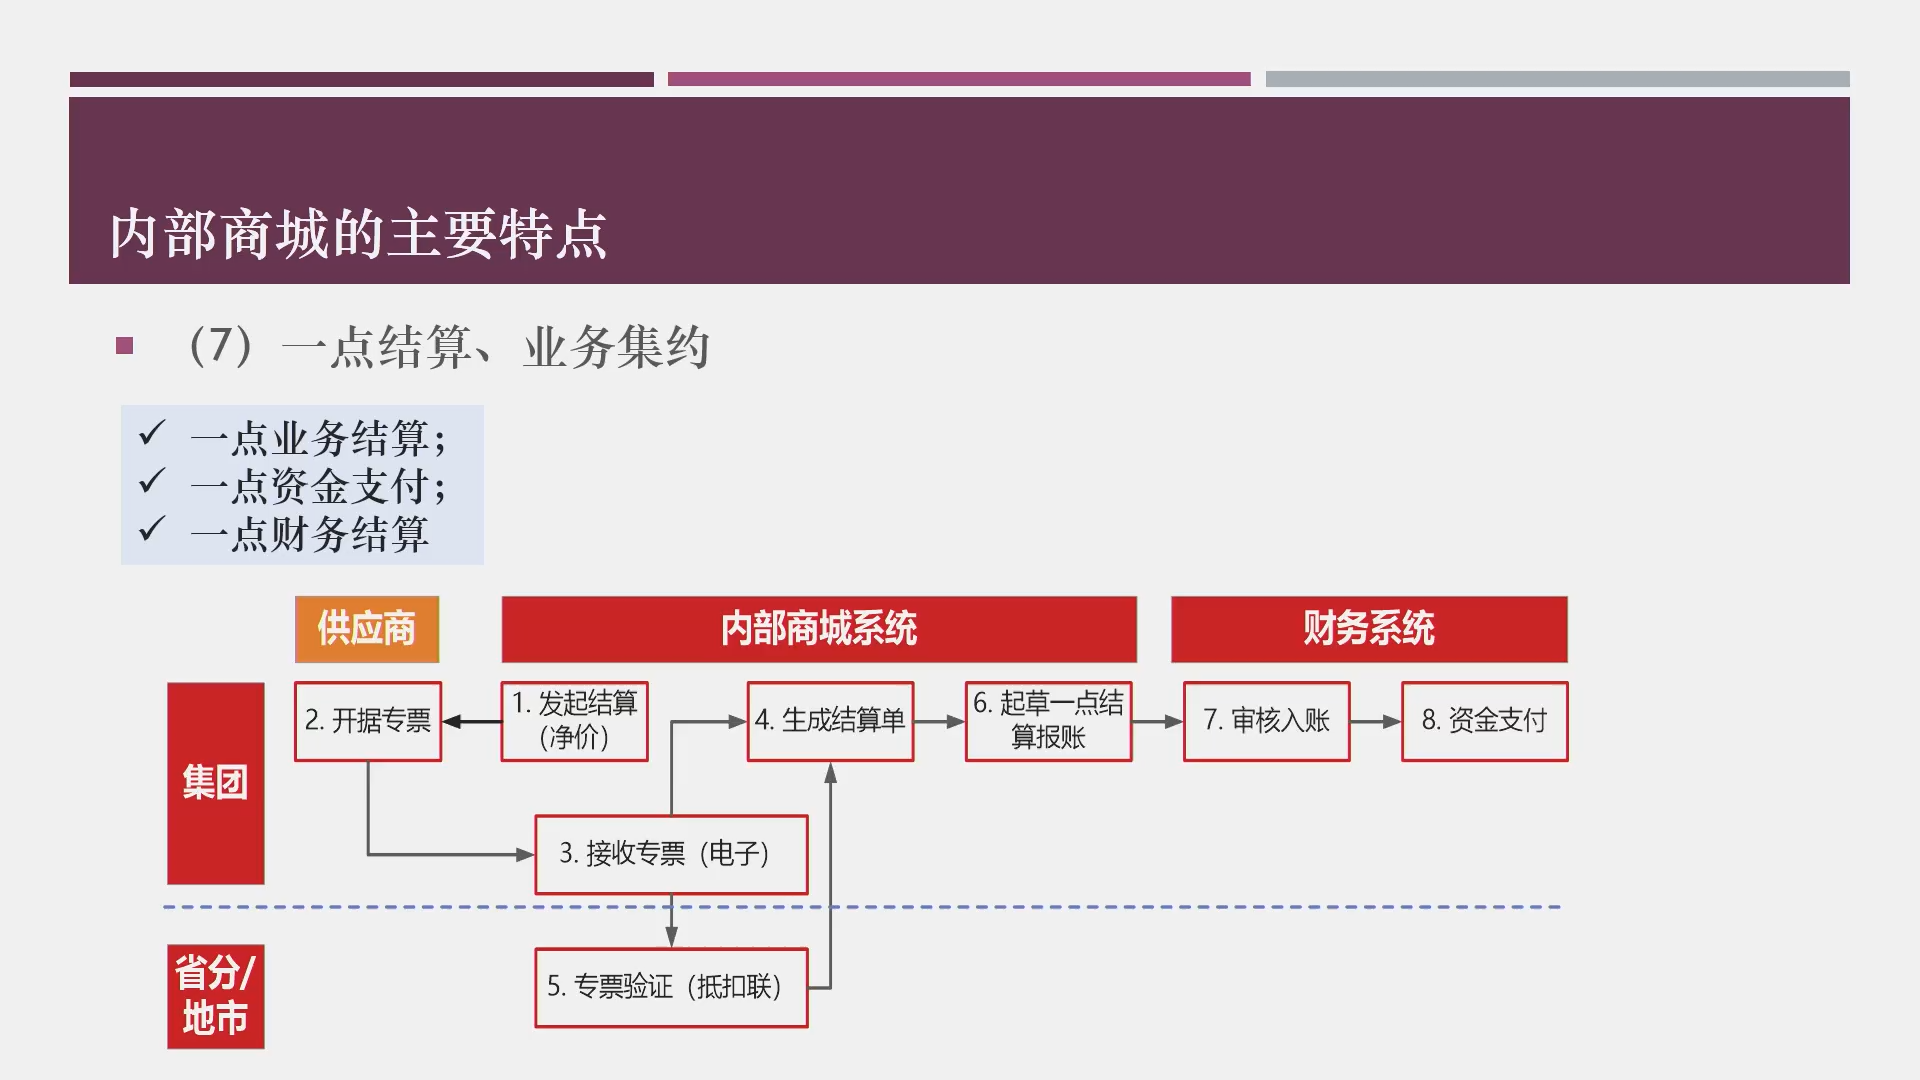 内部商城的主要特点
（7）一点结算、业务集约
一点业务结算；
一点资金支付；
一点财务结算
供应商
内部商城系统
财务系统
集团
2. 开据专票
1. 发起结算
（净价）
4. 生成结算单
6. 起草一点结
算报账
7. 审核入账
8. 资金支付
3. 接收专票（电子）
省分/
地市
5. 专票验证（抵扣联）